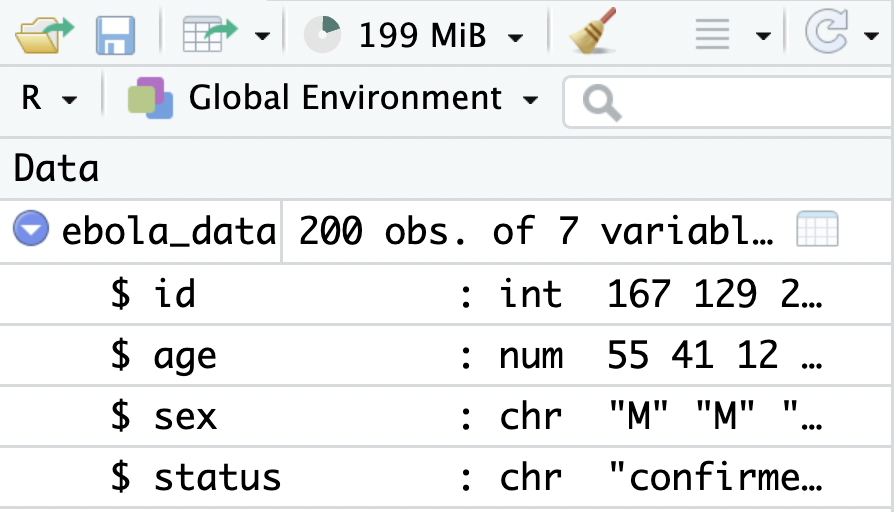 199 MiB
R Global Environment
Data
ebola_data 200 obs. of 7 variabl…
$ id : int 167 129 2…
$ age : num 55 41 12 …
$ sex : chr "M" "M" "…
$ status : chr "confirme…